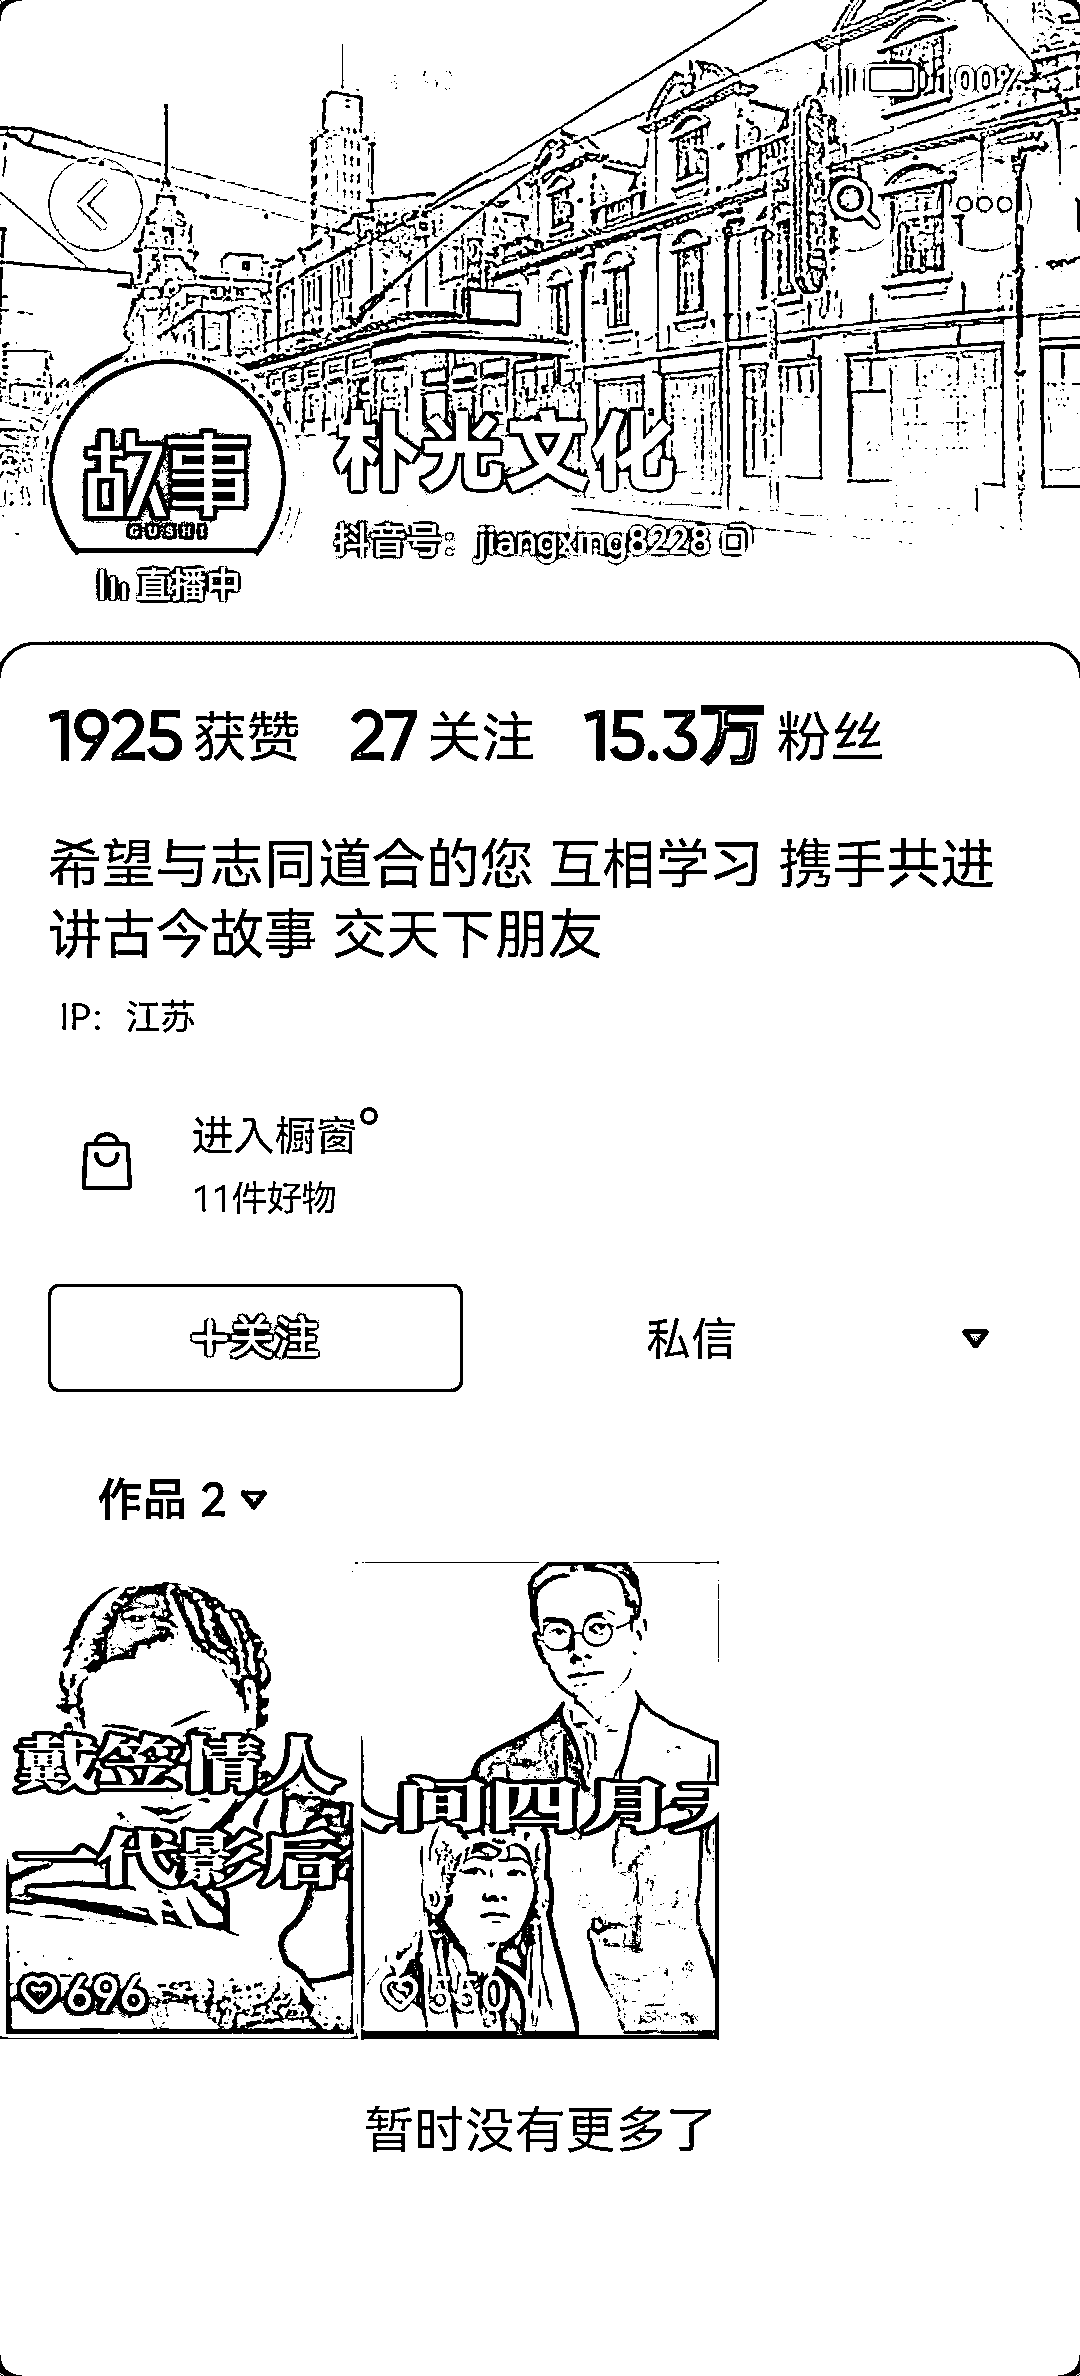 100%
故事
GUSHI
直播中
朴光文化
抖音号: jiangxing8228
1925 获赞 27 关注 15.3万 粉丝
希望与志同道合的您 互相学习 携手共进
讲古今故事 交天下朋友
IP: 江苏
进入橱窗
11件好物
+关注
私信
作品 2
戴笠情人
一代影后
人间四月天
696
550
暂时没有更多了